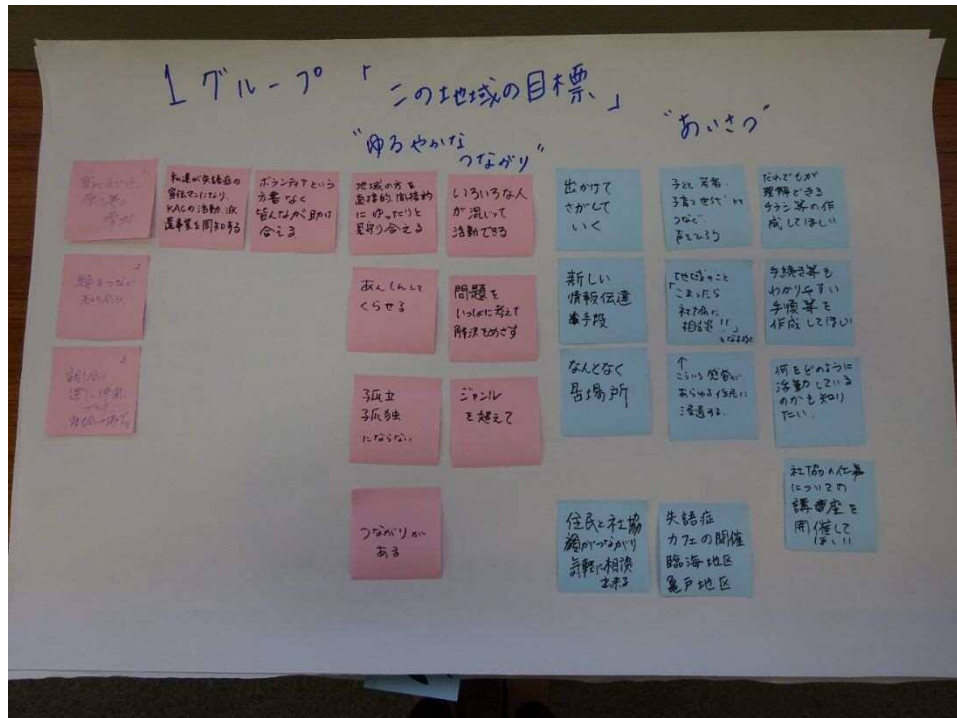 1グループ「この地域の目標」
"ゆるやかな
つながり"
"あいさつ"
私達が失語症の
宣伝マンになり、
KACの活動、派
遣事業を周知する
ボランティアという
方書なく
皆んなが助け
合える
地域の方を
直接的、間接的
にゆったりと
見守り合える
いろいろな人
が混じって
活動できる
あんしんして
くらせる
問題を
いっしょに考えて
解決をめざす
孤立
孤独
にならない
ジャンル
を超えて
つながりが
ある
出かけて
さがして
いく
新しい
情報伝達
手段
なんとなく
居場所
住民と社協
がつながり
気軽に相談
出来る
子ども 若者
子育て世代
つなぐ
声をひろう
地域のこと
「こまったら
社協に
相談!!」
↑
こういう発想が
あらゆる住民に
浸透する。
失語症
カフェの開催
臨海地区
亀戸地区
だれでもが
理解できる
チラシ等の作
成してほしい
手続き等も
わかりやすい
手順等を
作成してほしい
何をどのように
活動している
のかも知り
たい。
社協の仕事
についての
講座を
開催して
ほしい